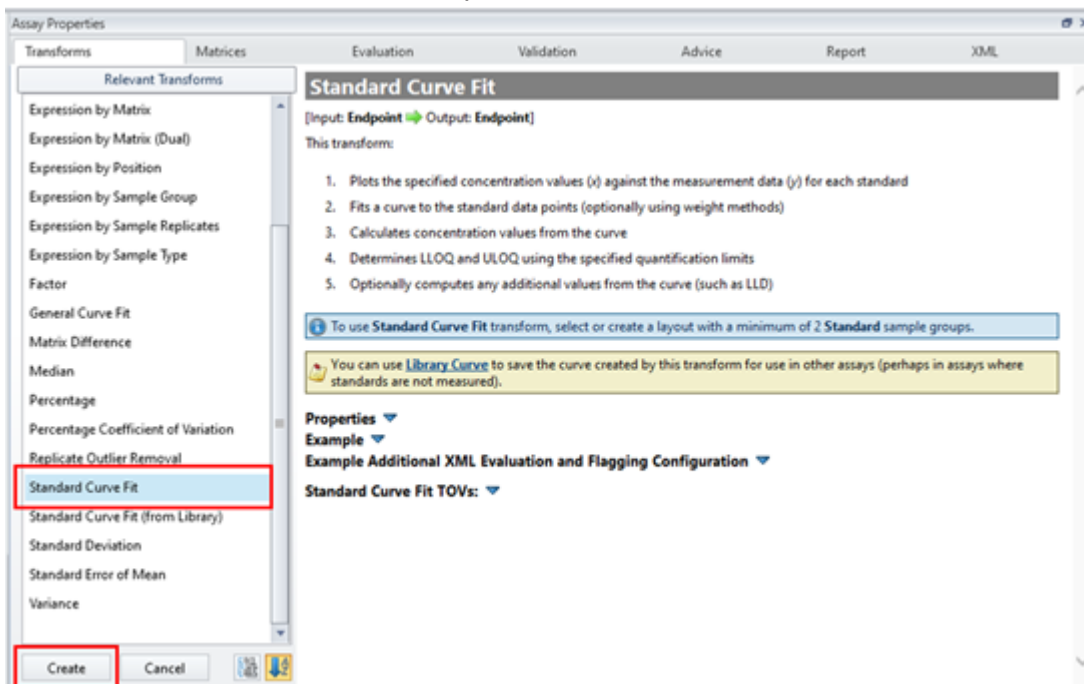 Assay Properties
Transforms Matrices Evaluation Validation Advice Report XML
Relevant Transforms
Expression by Matrix
Expression by Matrix (Dual)
Expression by Position
Expression by Sample Group
Expression by Sample Replicates
Expression by Sample Type
Factor
General Curve Fit
Matrix Difference
Median
Percentage
Percentage Coefficient of Variation
Replicate Outlier Removal
Standard Curve Fit
Standard Curve Fit (from Library)
Standard Deviation
Standard Error of Mean
Variance
Create Cancel
Standard Curve Fit
[Input: Endpoint Output: Endpoint]
This transform:
1. Plots the specified concentration values (x) against the measurement data (y) for each standard
2. Fits a curve to the standard data points (optionally using weight methods)
3. Calculates concentration values from the curve
4. Determines LLOQ and ULOQ using the specified quantification limits
5. Optionally computes any additional values from the curve (such as LLD)
To use Standard Curve Fit transform, select or create a layout with a minimum of 2 Standard sample groups.
You can use Library Curve to save the curve created by this transform for use in other assays (perhaps in assays where
standards are not measured).
Properties
Example
Example Additional XML Evaluation and Flagging Configuration
Standard Curve Fit TOVs: